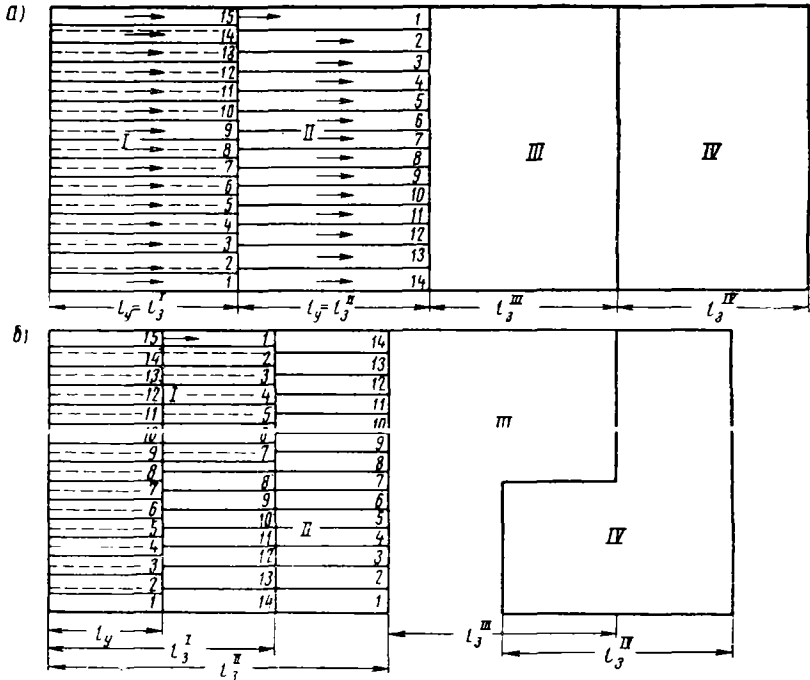 а)
15 1
14 2
13 3
12 4
11 5
10 6
9 7
8 8
7 9
6 10
5 11
4 12
3 13
2 14
1
I II III IV
l_у = l_з^I l_у = l_з^II l_з^III l_з^IV
б)
15 1 14
14 2 13
13 3 12
12 I 4 11
11 5 10
10 6 9
9 7 8
8 8 7
7 9 6
6 10 5
5 11 II 4
4 12 3
3 13 2
2 14 1
1
III
IV
l_у
l_з^I
l_з^II
l_з^III
l_з^IV